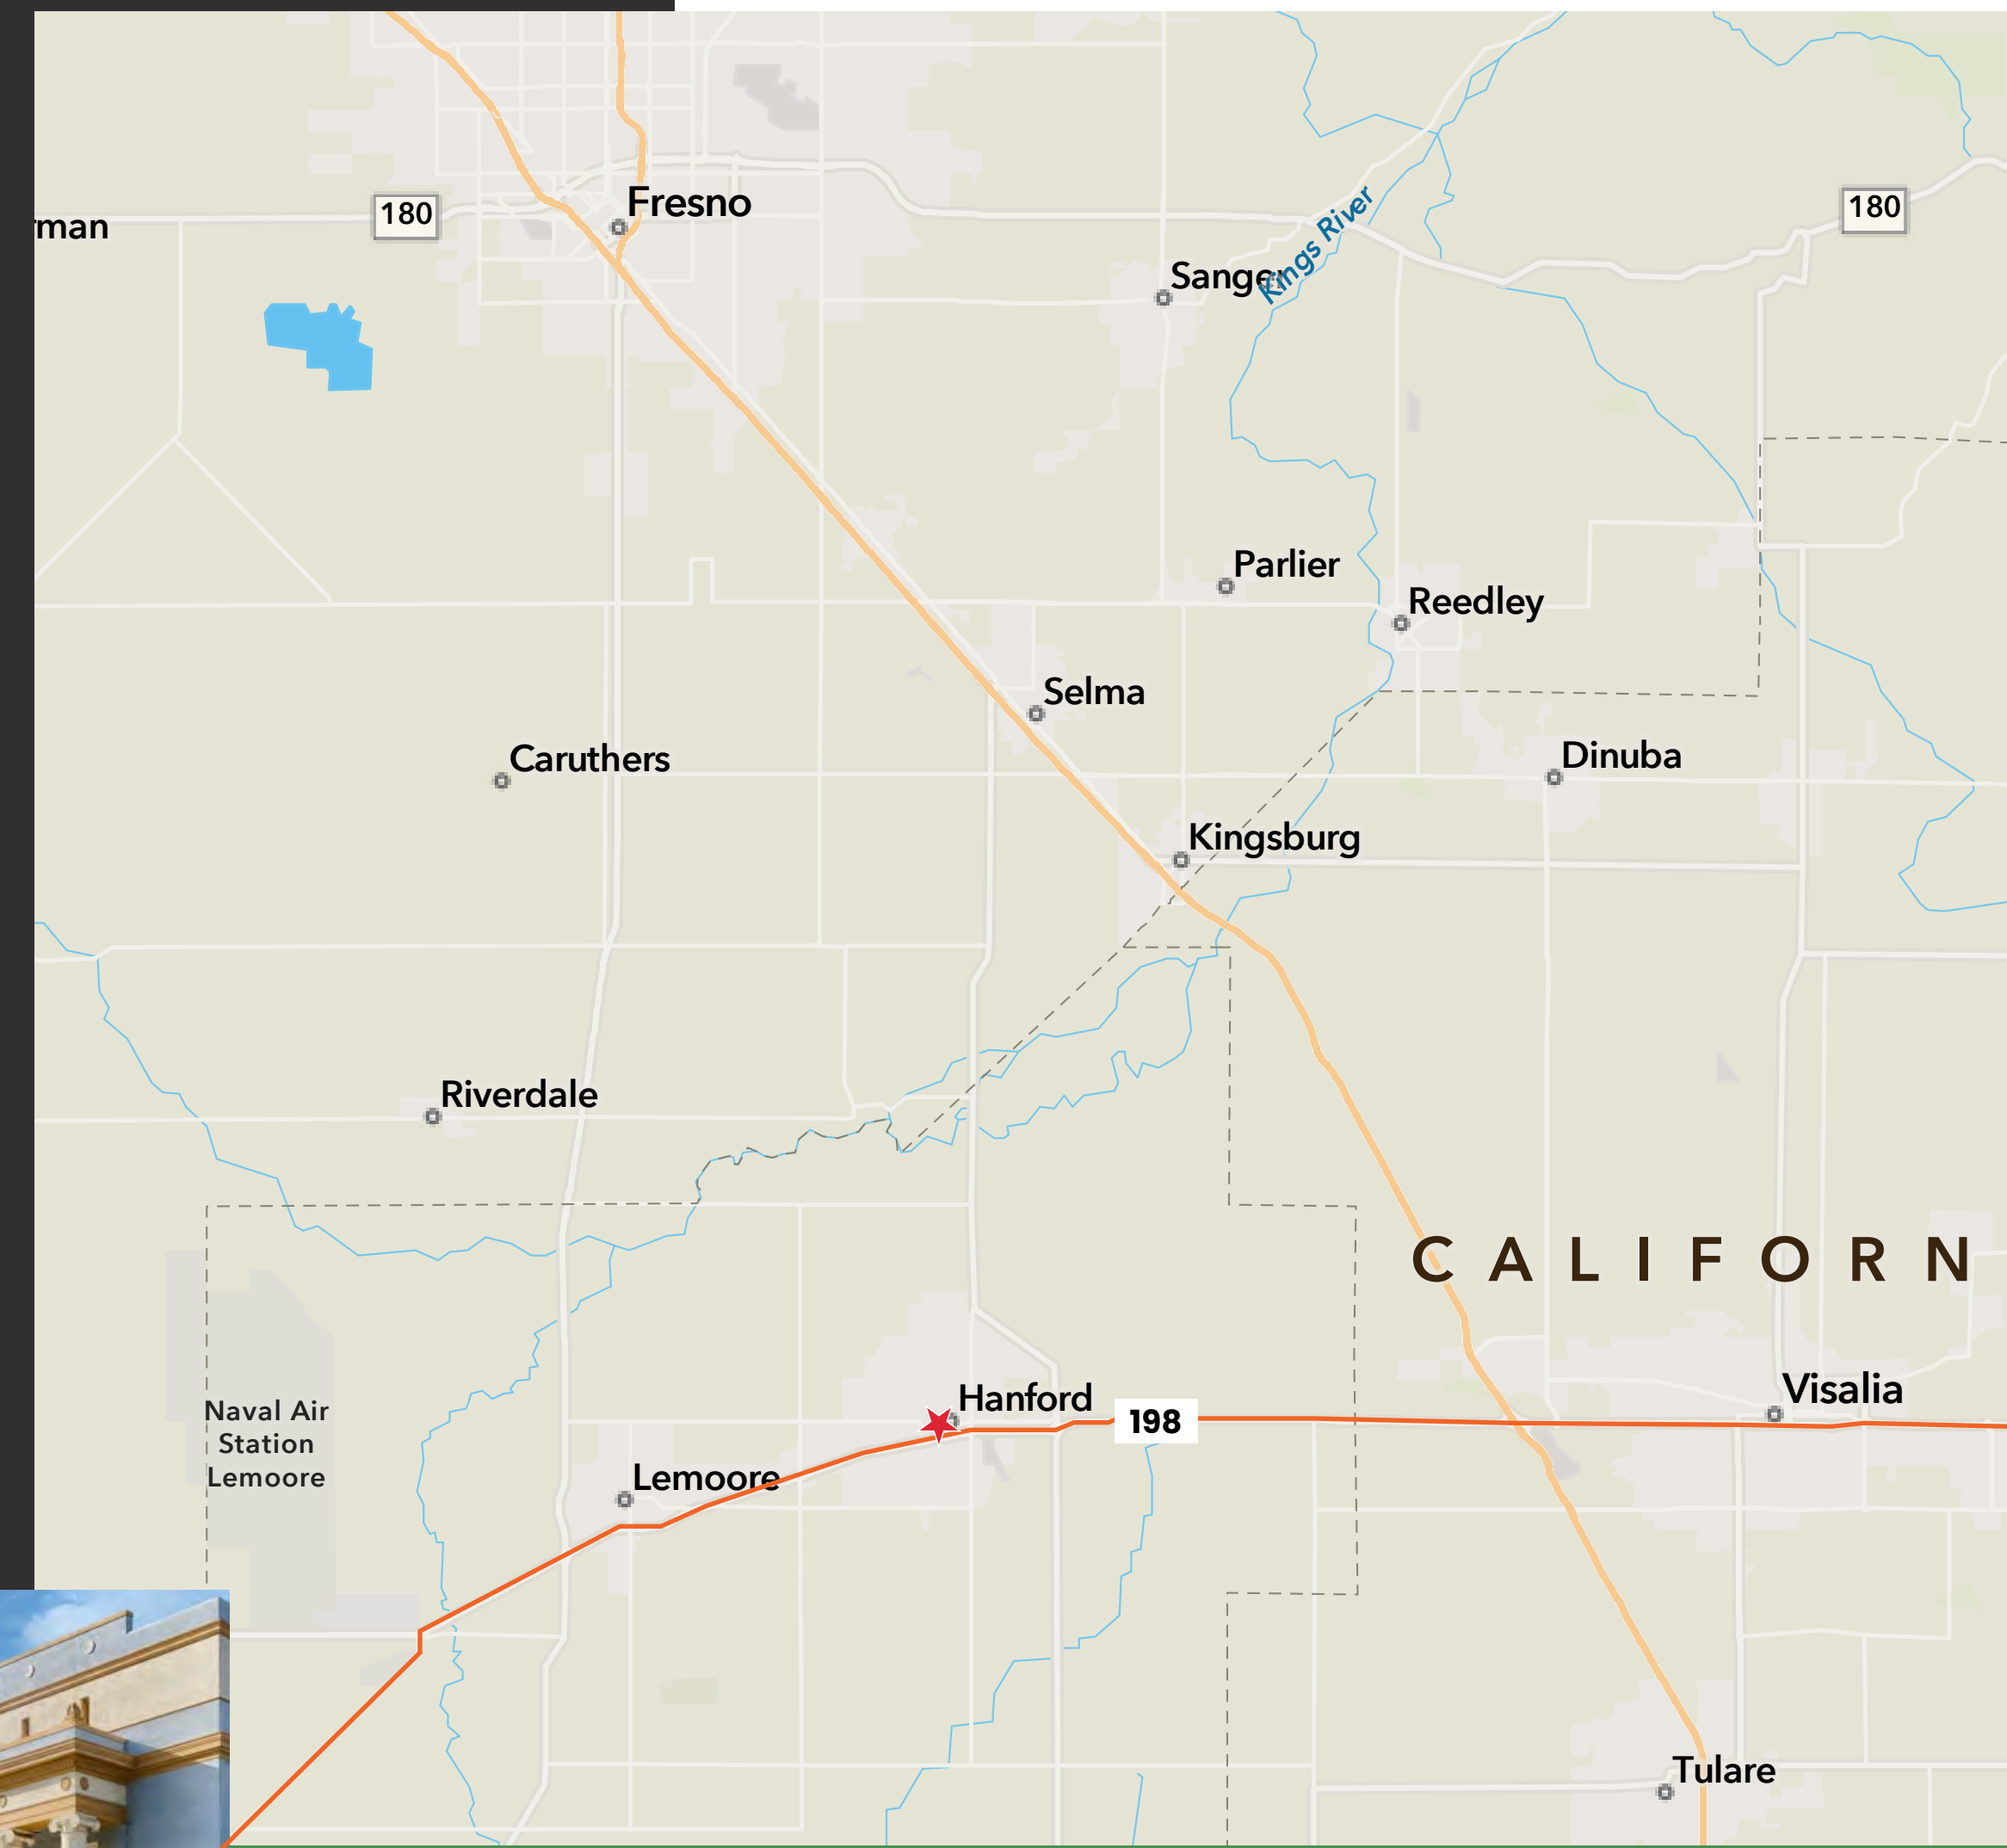 rman
180
Fresno
180
Sanger
Kings River
Parlier
Reedley
Selma
Caruthers
Dinuba
Kingsburg
Riverdale
CALIFORN
Naval Air
Station
Lemoore
Hanford
198
Visalia
Lemoore
Tulare